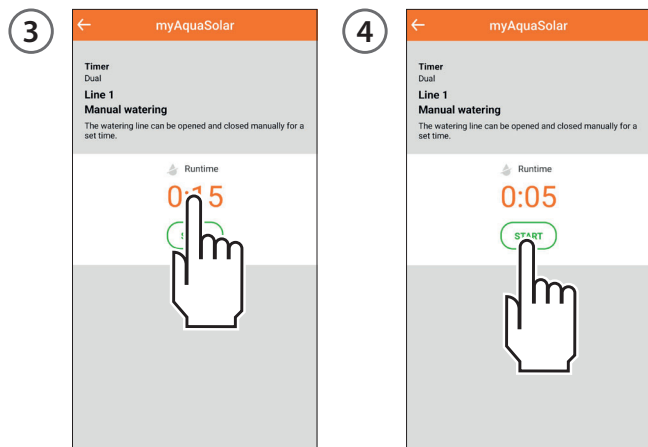 3
myAquaSolar
Timer
Dual
Line 1
Manual watering
The watering line can be opened and closed manually for a
set time.
Runtime
0:15
4
myAquaSolar
Timer
Dual
Line 1
Manual watering
The watering line can be opened and closed manually for a
set time.
Runtime
0:05
START